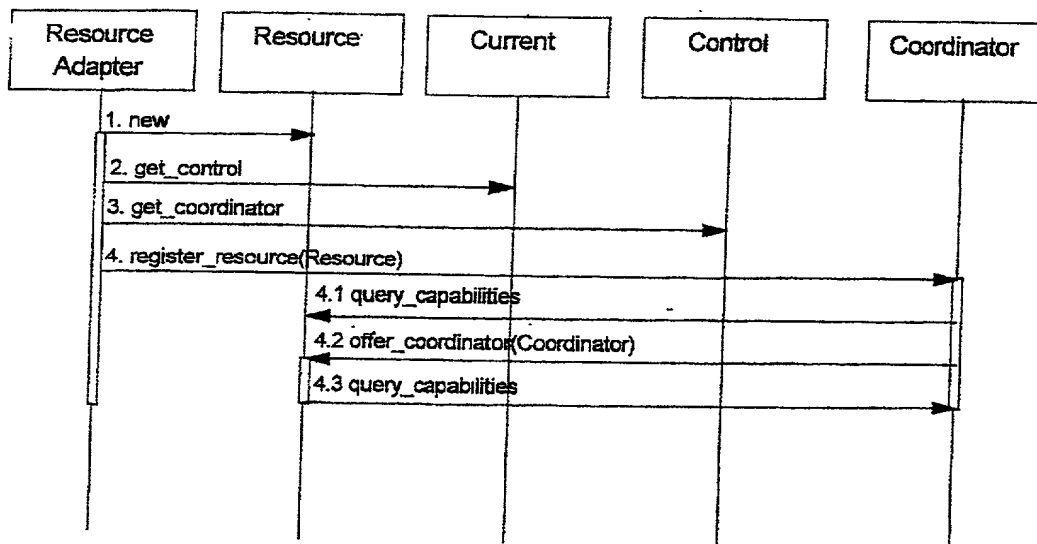 Resource
Adapter
Resource
Current
Control
Coordinator
1. new
2. get_control
3. get_coordinator
4. register_resource(Resource)
4.1 query_capabilities
4.2 offer_coordinator(Coordinator)
4.3 query_capabilities